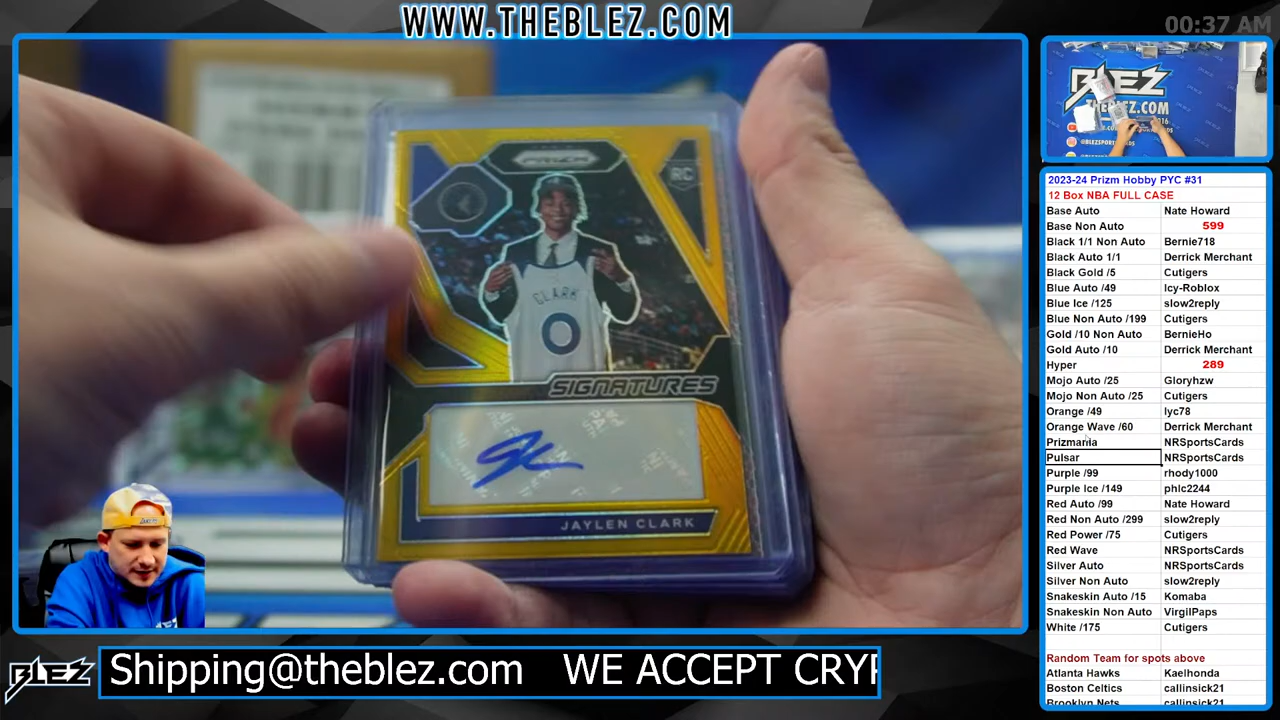 WWW.THEBLEZ.COM
00:37 AM
PRIZM
RC
CLARK
0
SIGNATURES
JAYLEN CLARK
BLEZ
THEBLEZ.COM
@BLEZSPORTS
2023-24 Prizm Hobby PYC #31
12 Box NBA FULL CASE
Base Auto Nate Howard
Base Non Auto 599
Black 1/1 Non Auto Bernie718
Black Auto 1/1 Derrick Merchant
Black Gold /5 Cutigers
Blue Auto /49 Icy-Roblox
Blue Ice /125 slow2reply
Blue Non Auto /199 Cutigers
Gold /10 Non Auto BernieHo
Gold Auto /10 Derrick Merchant
Hyper 289
Mojo Auto /25 Gloryhzw
Mojo Non Auto /25 Cutigers
Orange /49 lyc78
Orange Wave /60 Derrick Merchant
Prizmania NRSportsCards
Pulsar NRSportsCards
Purple /99 rhody1000
Purple Ice /149 phlc2244
Red Auto /99 Nate Howard
Red Non Auto /299 slow2reply
Red Power /75 Cutigers
Red Wave NRSportsCards
Silver Auto NRSportsCards
Silver Non Auto slow2reply
Snakeskin Auto /15 Komaba
Snakeskin Non Auto VirgilPaps
White /175 Cutigers
Random Team for spots above
Atlanta Hawks Kaelhonda
Boston Celtics callinsick21
Brooklyn Nets callinsick21
BLEZ
Shipping@theblez.com WE ACCEPT CRYP